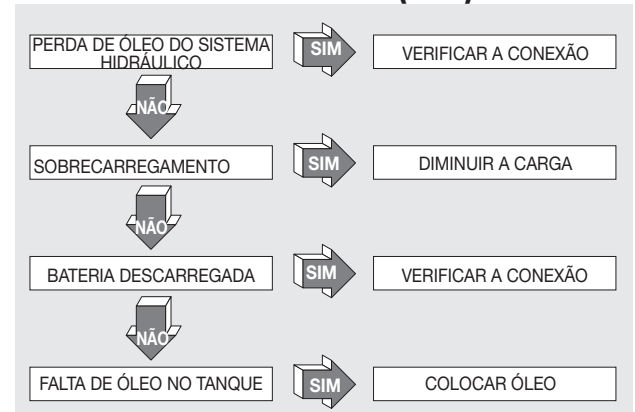 PERDA DE ÓLEO DO SISTEMA
HIDRÁULICO
SIM
VERIFICAR A CONEXÃO
NÃO
SOBRECARREGAMENTO
SIM
DIMINUIR A CARGA
NÃO
BATERIA DESCARREGADA
SIM
VERIFICAR A CONEXÃO
NÃO
FALTA DE ÓLEO NO TANQUE
SIM
COLOCAR ÓLEO